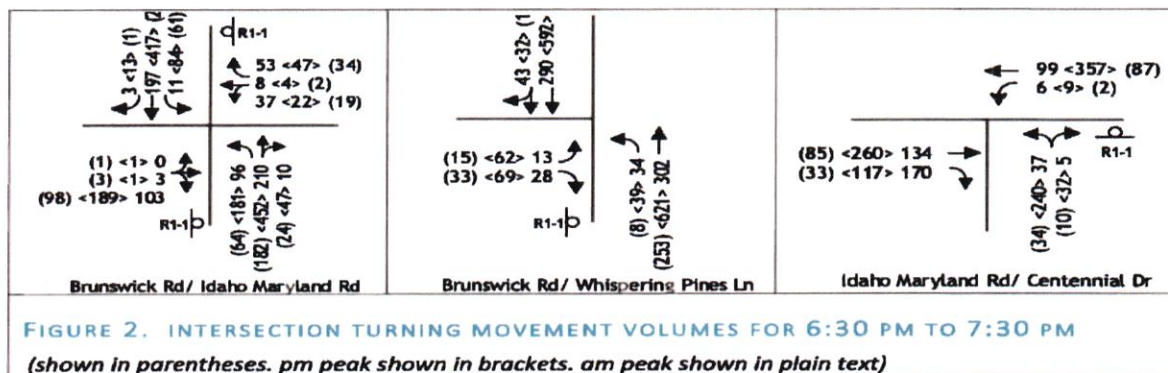 3 <13> (1)
197 <417> (2
11 <84> (61)
R1-1
53 <47> (34)
8 <4> (2)
37 <22> (19)
(1) <1> 0
(3) <1> 3
(98) <189> 103
R1-1
(64) <181> 96
(182) <452> 210
(24) <47> 10
Brunswick Rd/ Idaho Maryland Rd
43 <32> (1
290 <592>
(15) <62> 13
(33) <69> 28
R1-1
(8) <39> 34
(253) <621> 302
Brunswick Rd/ Whispering Pines Ln
99 <357> (87)
6 <9> (2)
(85) <260> 134
(33) <117> 170
R1-1
(34) <240> 37
(10) <32> 5
Idaho Maryland Rd/ Centennial Dr
FIGURE 2. INTERSECTION TURNING MOVEMENT VOLUMES FOR 6:30 PM TO 7:30 PM
(shown in parentheses. pm peak shown in brackets. am peak shown in plain text)